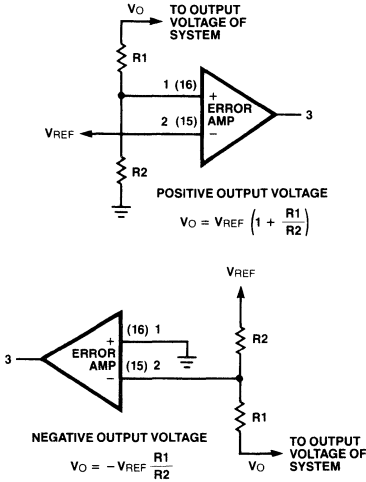 VO TO OUTPUT
VOLTAGE OF
SYSTEM
R1
1 (16)
+
ERROR
AMP
3
VREF
2 (15)
−
R2
POSITIVE OUTPUT VOLTAGE
VO = VREF (1 + R1/R2)
VREF
(16) 1
+
R2
3
ERROR
AMP
(15) 2
−
R1
NEGATIVE OUTPUT VOLTAGE
TO OUTPUT
VOLTAGE OF
SYSTEM
VO
VO = −VREF R1/R2